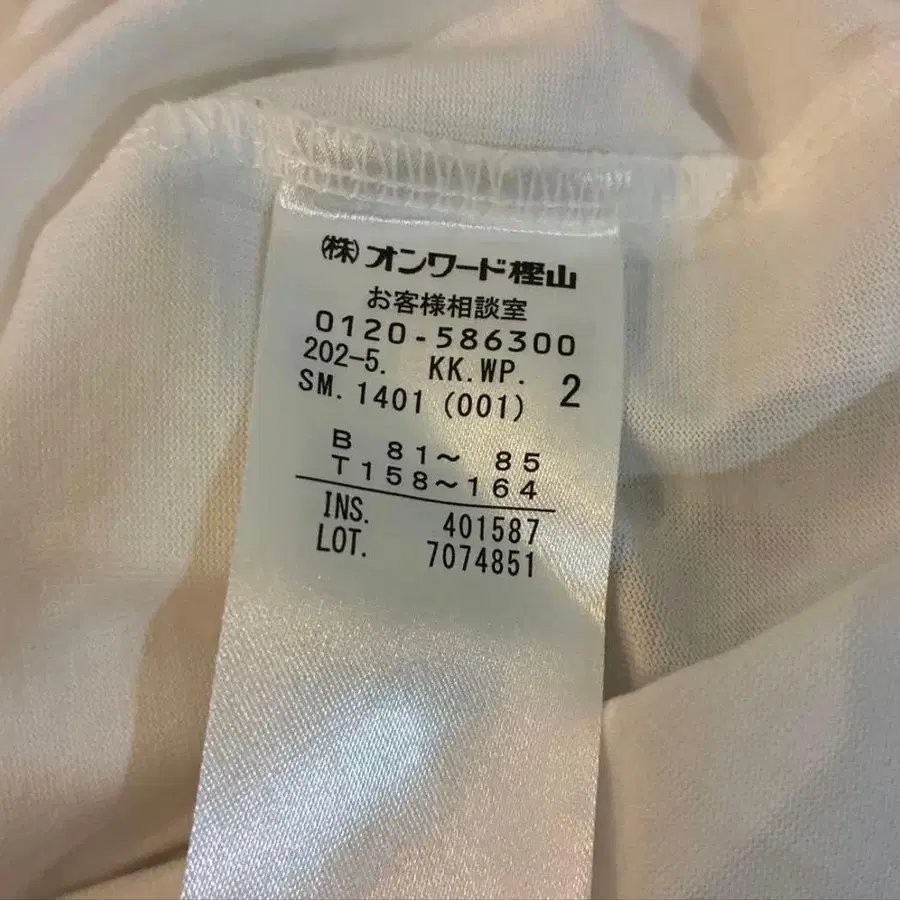 ㈱オンワード樫山
お客様相談室
0120-586300
202-5. KK.WP. 2
SM.1401 (001)
B 81～ 85
T158～164
INS. 401587
LOT. 7074851